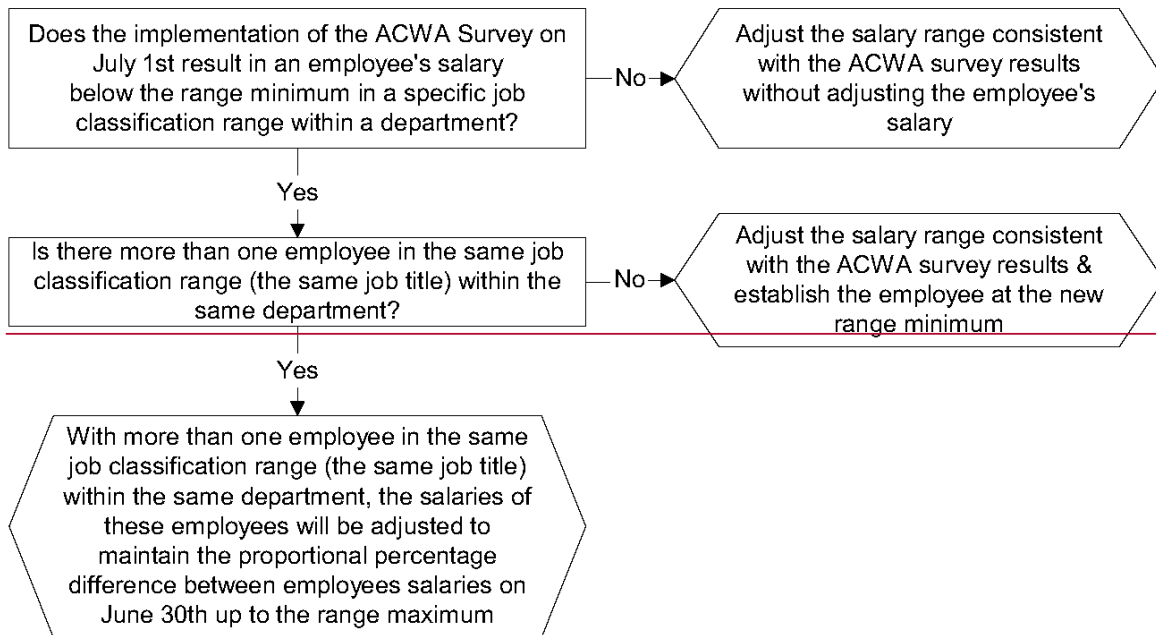 Does the implementation of the ACWA Survey on
July 1st result in an employee's salary
below the range minimum in a specific job
classification range within a department?
No
Adjust the salary range consistent
with the ACWA survey results
without adjusting the employee's
salary
Yes
Is there more than one employee in the same job
classification range (the same job title) within the
same department?
No
Adjust the salary range consistent
with the ACWA survey results &
establish the employee at the new
range minimum
Yes
With more than one employee in the same
job classification range (the same job title)
within the same department, the salaries of
these employees will be adjusted to
maintain the proportional percentage
difference between employees salaries on
June 30th up to the range maximum